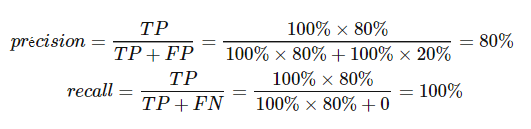 précision = TP / (TP + FP) = (100% × 80%) / (100% × 80% + 100% × 20%) = 80%
recall = TP / (TP + FN) = (100% × 80%) / (100% × 80% + 0) = 100%